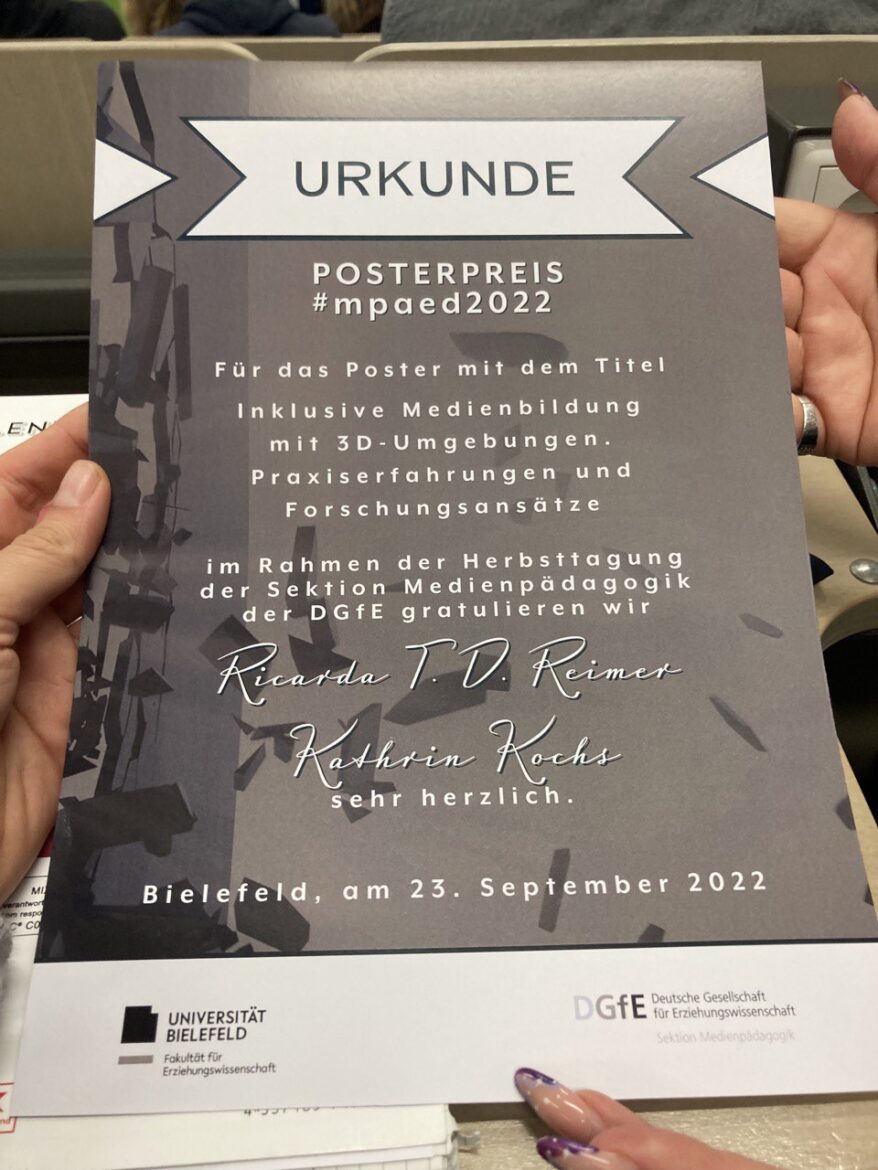 URKUNDE
POSTERPREIS
#mpaed2022
Für das Poster mit dem Titel
Inklusive Medienbildung
mit 3D-Umgebungen.
Praxiserfahrungen und
Forschungsansätze
im Rahmen der Herbsttagung
der Sektion Medienpädagogik
der DGfE gratulieren wir
Ricarda T. D. Reimer
Kathrin Kochs
sehr herzlich.
Bielefeld, am 23. September 2022
UNIVERSITÄT
BIELEFELD
Fakultät für
Erziehungswissenschaft
DGfE Deutsche Gesellschaft
für Erziehungswissenschaft
Sektion Medienpädagogik